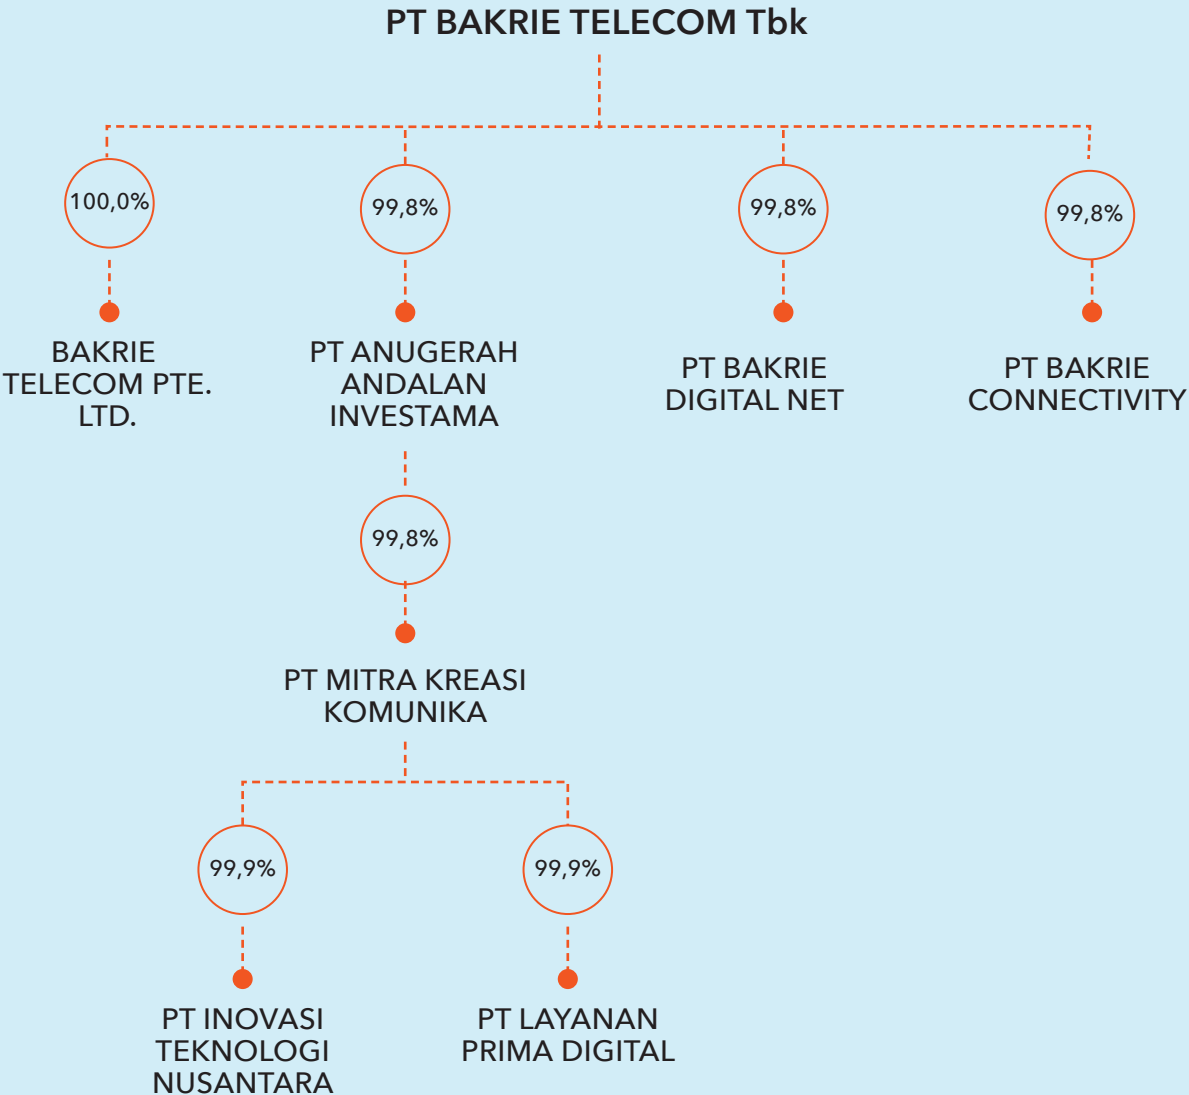 PT BAKRIE TELECOM Tbk
100,0%
99,8%
99,8%
99,8%
BAKRIE
TELECOM PTE.
LTD.
PT ANUGERAH
ANDALAN
INVESTAMA
PT BAKRIE
DIGITAL NET
PT BAKRIE
CONNECTIVITY
99,8%
PT MITRA KREASI
KOMUNIKA
99,9%
99,9%
PT INOVASI
TEKNOLOGI
NUSANTARA
PT LAYANAN
PRIMA DIGITAL